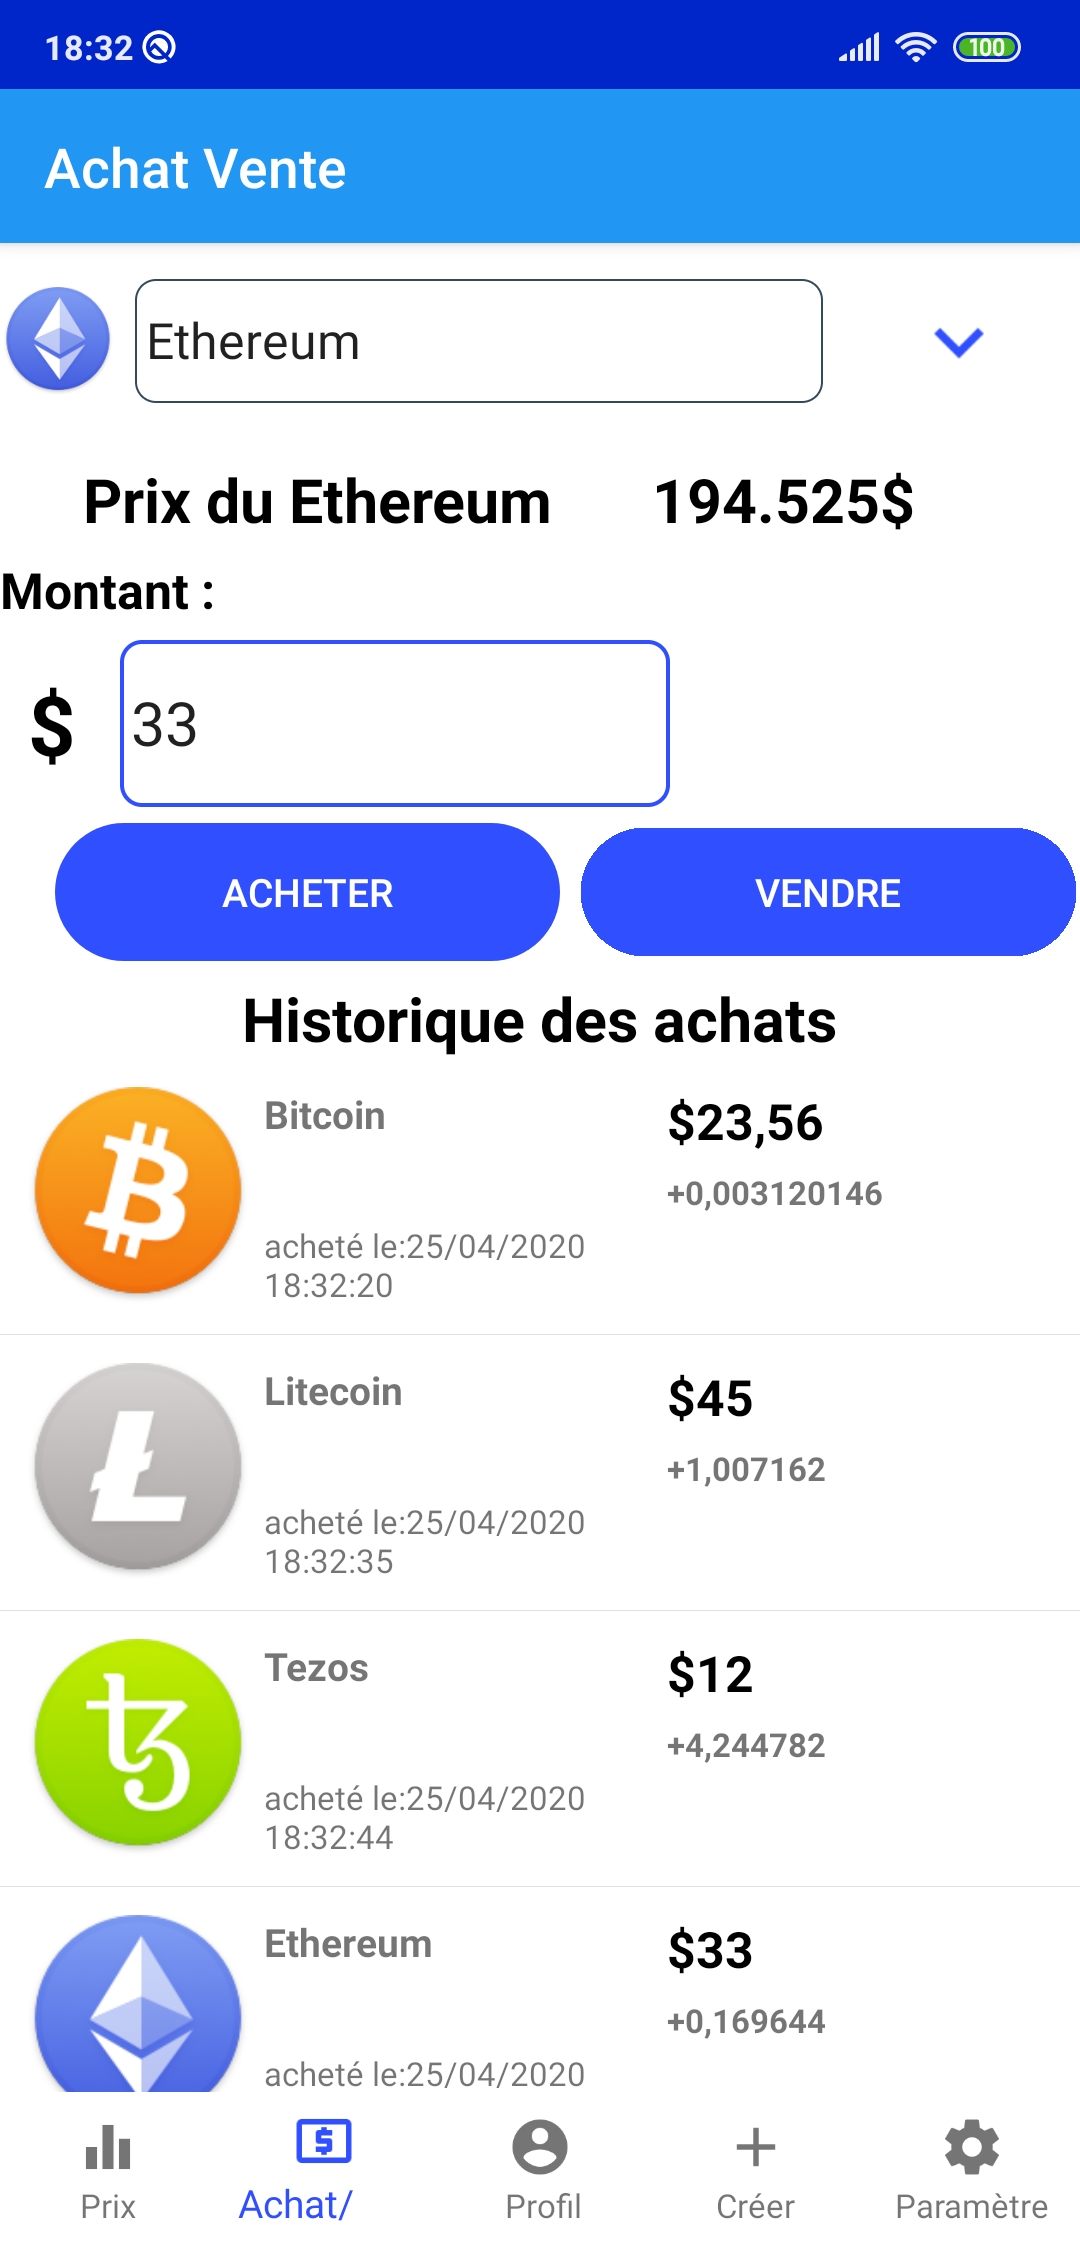 18:32
100
Achat Vente
Ethereum
Prix du Ethereum 194.525$
Montant :
$ 33
ACHETER VENDRE
Historique des achats
Bitcoin $23,56
+0,003120146
acheté le:25/04/2020
18:32:20
Litecoin $45
+1,007162
acheté le:25/04/2020
18:32:35
Tezos $12
+4,244782
acheté le:25/04/2020
18:32:44
Ethereum $33
+0,169644
acheté le:25/04/2020
Prix Achat/ Profil Créer Paramètre